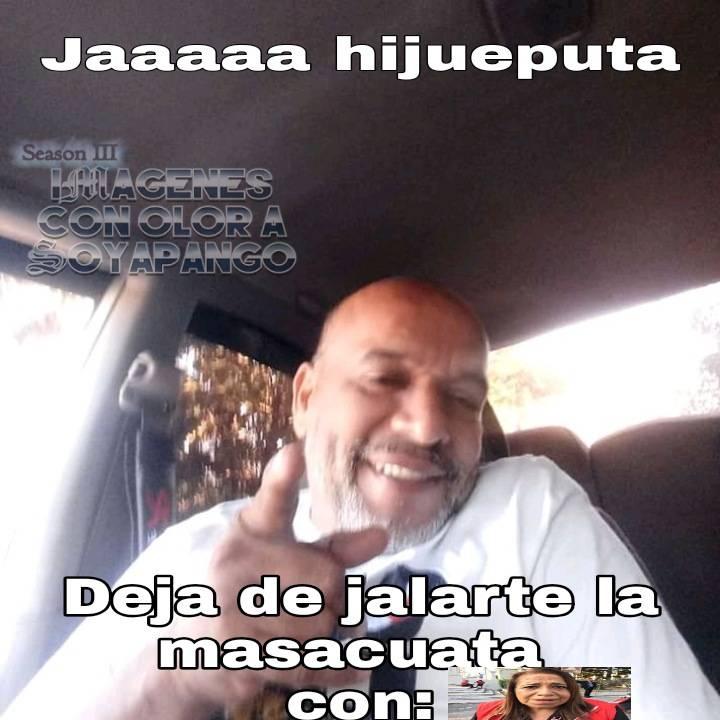 Jaaaaa hijueputa
Season III
IMAGENES
CON OLOR A
SOYAPANGO
Deja de jalarte la
masacuata
con: